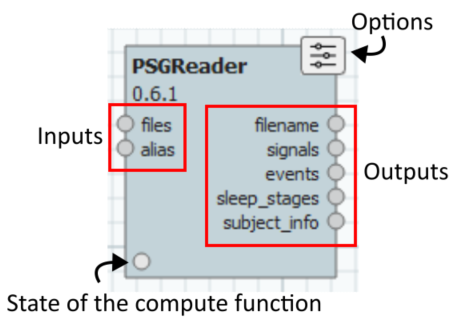 Options
PSGReader
0.6.1
Inputs
files
alias
filename
signals
events
sleep_stages
subject_info
Outputs
State of the compute function